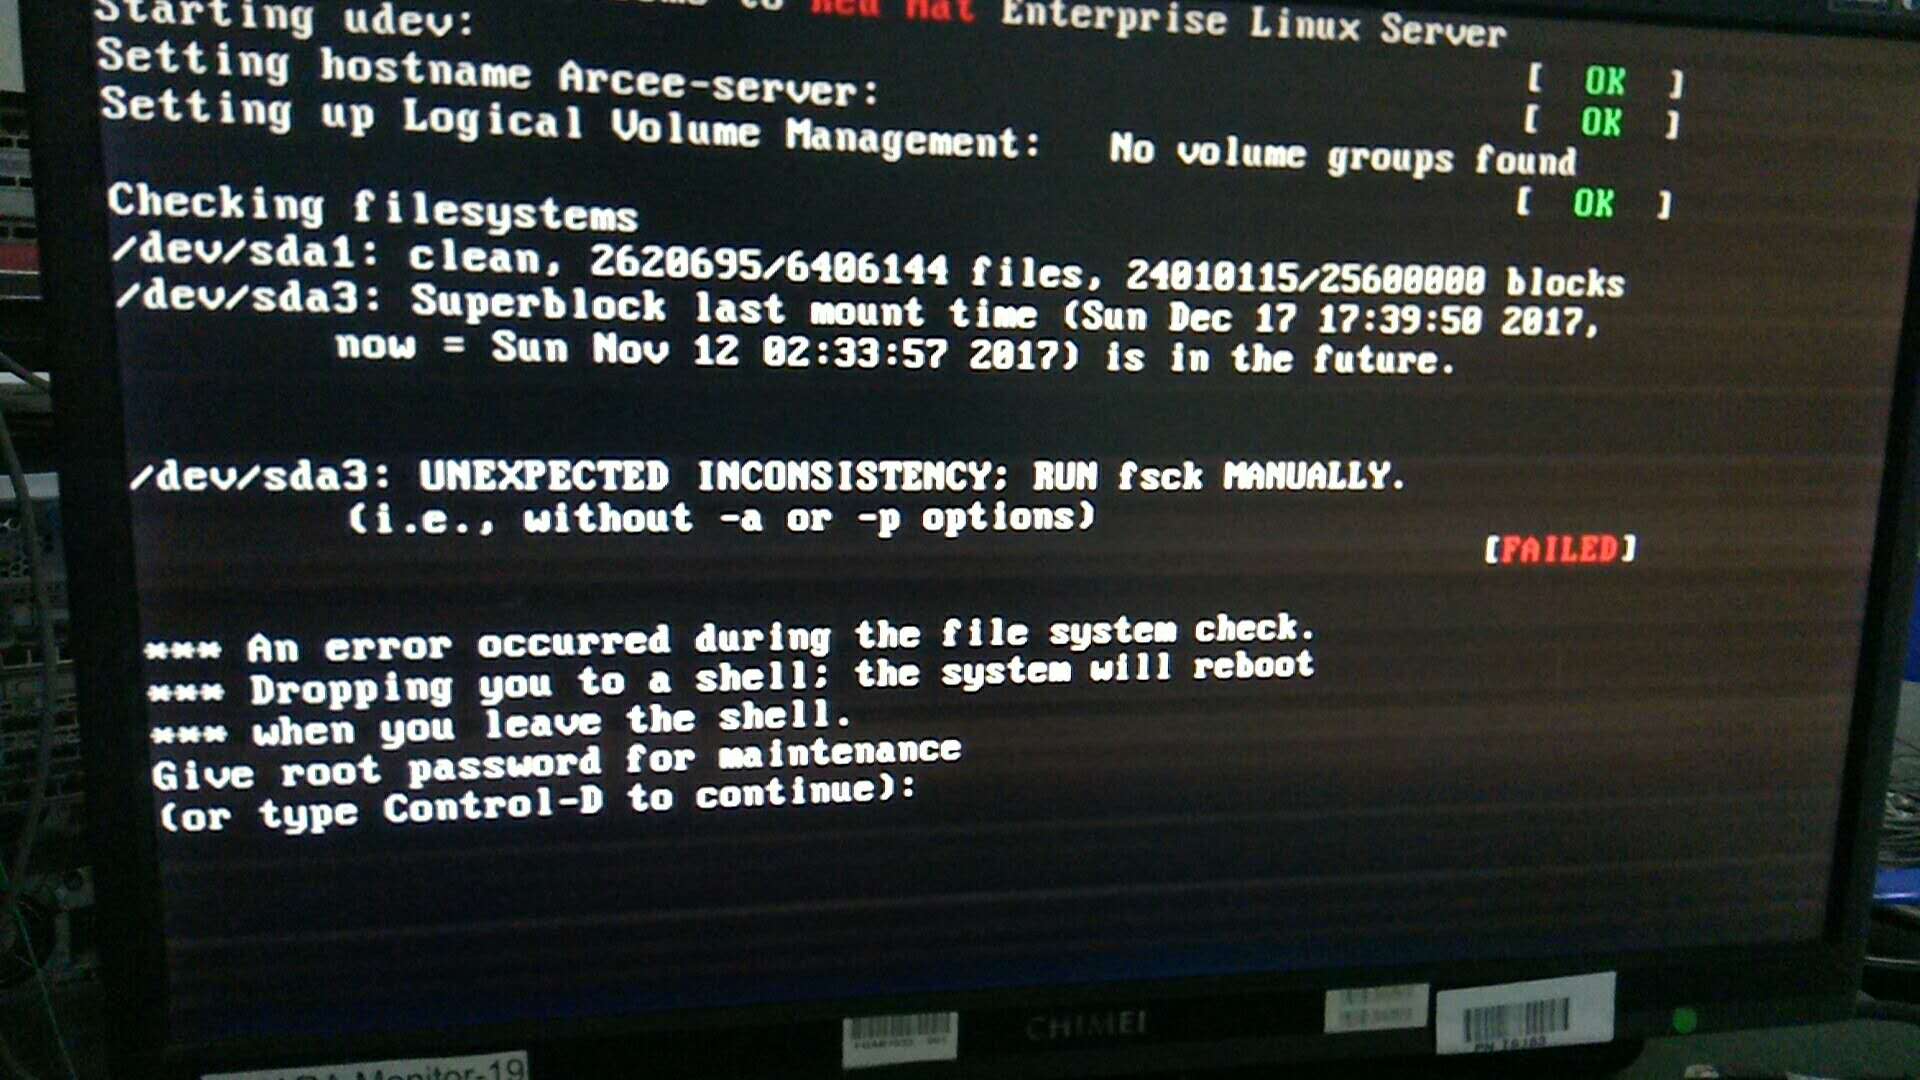 to Red Hat Enterprise Linux Server
Starting udev: [ OK ]
Setting hostname Arcee-server: [ OK ]
Setting up Logical Volume Management: No volume groups found
[ OK ]
Checking filesystems
/dev/sda1: clean, 2620695/6406144 files, 24010115/25600000 blocks
/dev/sda3: Superblock last mount time (Sun Dec 17 17:39:50 2017,
now = Sun Nov 12 02:33:57 2017) is in the future.
/dev/sda3: UNEXPECTED INCONSISTENCY; RUN fsck MANUALLY.
(i.e., without -a or -p options)
[FAILED]
*** An error occurred during the file system check.
*** Dropping you to a shell; the system will reboot
*** when you leave the shell.
Give root password for maintenance
(or type Control-D to continue):
CHIMEI
Monitor-19